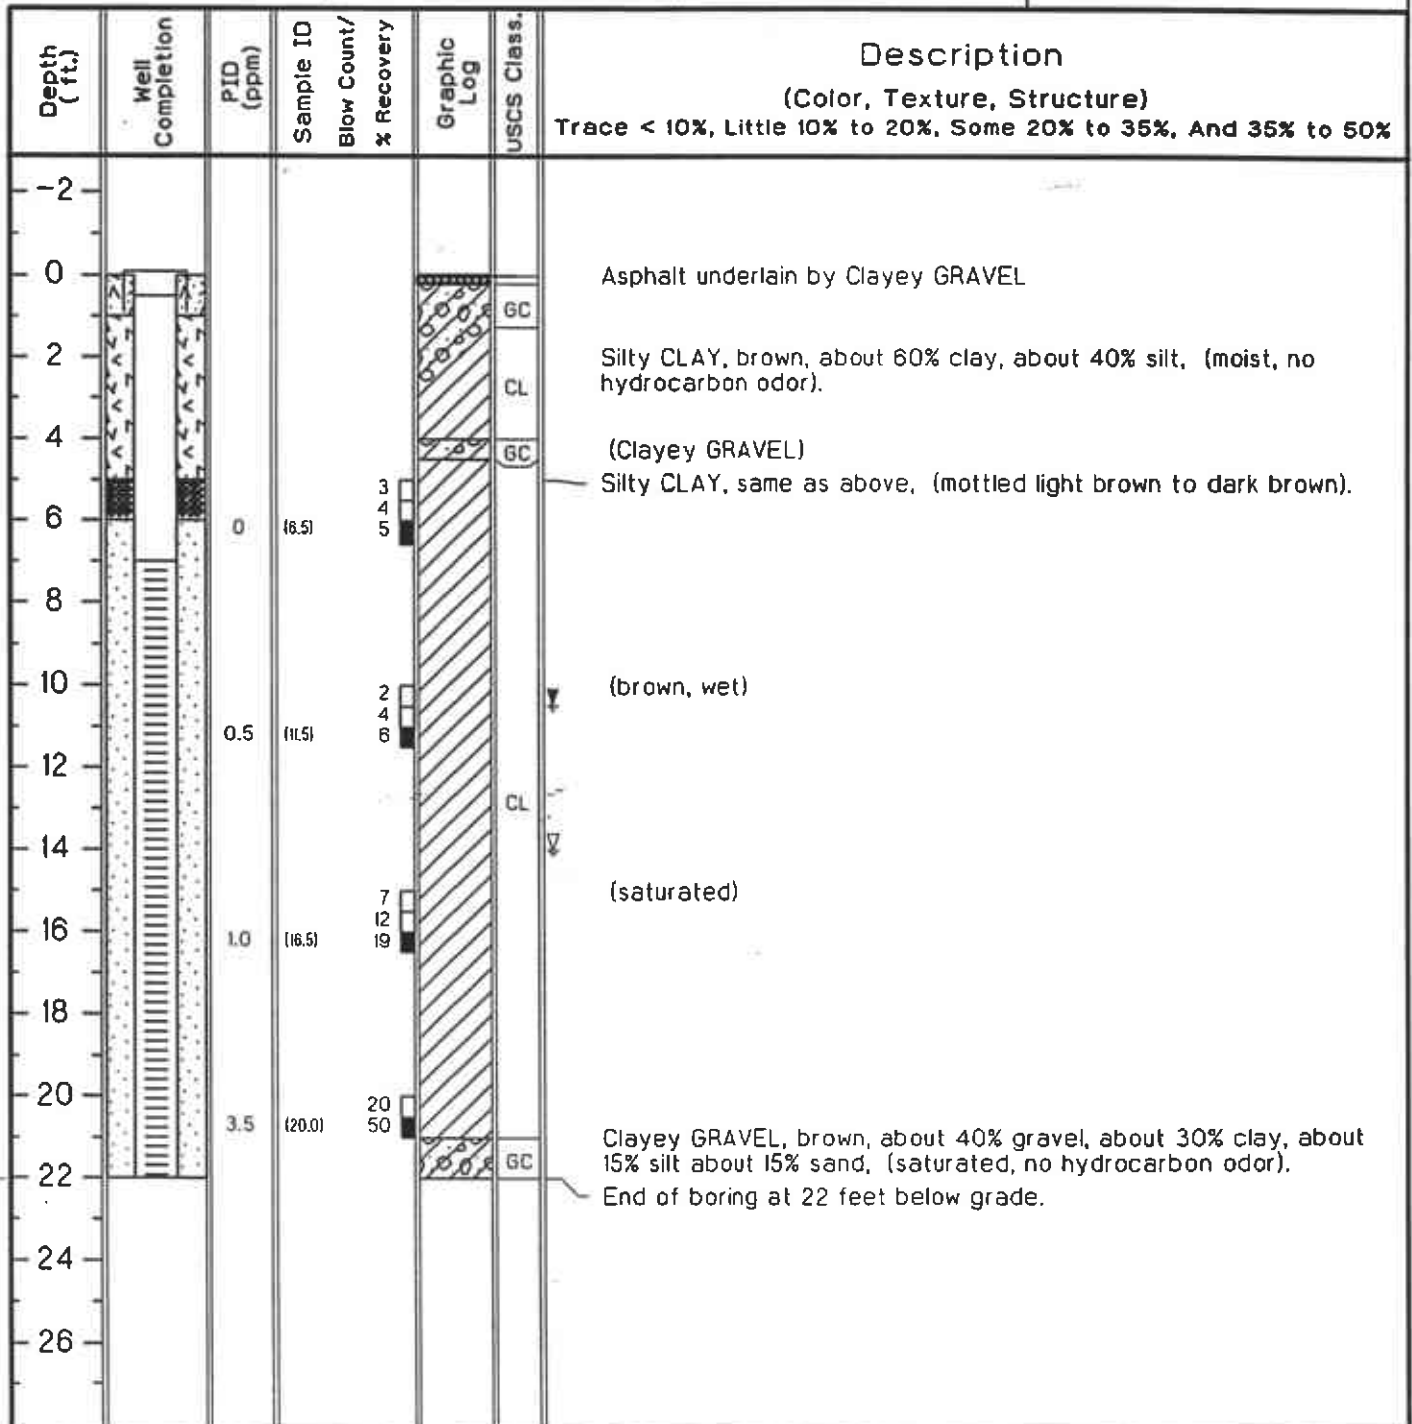 Depth
(ft.)
Well
Completion
PID
(ppm)
Sample ID
Blow Count/
% Recovery
Graphic
Log
USCS Class.
Description
(Color, Texture, Structure)
Trace < 10%, Little 10% to 20%, Some 20% to 35%, And 35% to 50%
-2
0
Asphalt underlain by Clayey GRAVEL
GC
2
Silty CLAY, brown, about 60% clay, about 40% silt, (moist, no
hydrocarbon odor).
CL
4
(Clayey GRAVEL)
GC
Silty CLAY, same as above, (mottled light brown to dark brown).
3
4
6
0
(6.5)
5
8
10
2
(brown, wet)
4
0.5
(11.5)
6
12
CL
14
7
(saturated)
12
16
1.0
(16.5)
19
18
20
20
3.5
(20.0)
50
Clayey GRAVEL, brown, about 40% gravel, about 30% clay, about
15% silt about 15% sand, (saturated, no hydrocarbon odor).
GC
22
End of boring at 22 feet below grade.
24
26